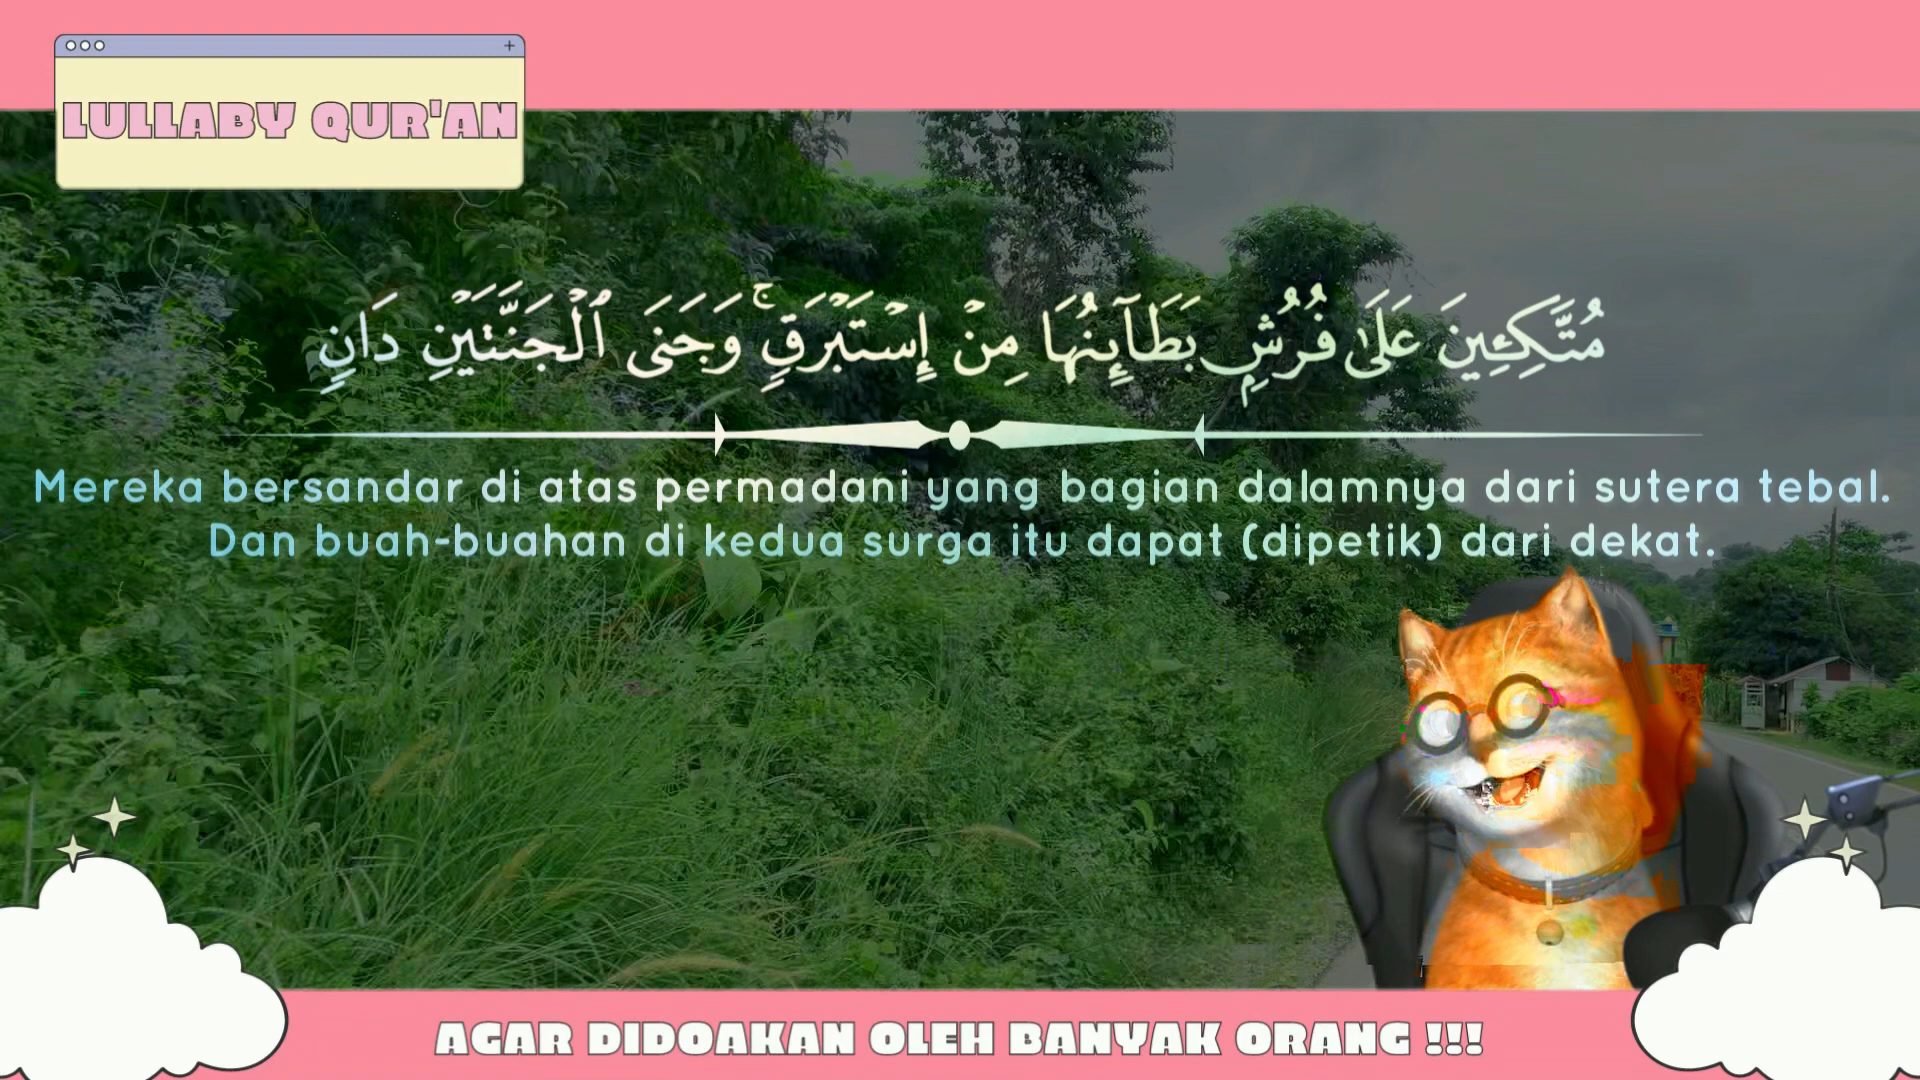 LULLABY QUR'AN
مُتَّكِـِٔينَ عَلَىٰ فُرُشٍۭ بَطَآئِنُهَا مِنْ إِسْتَبْرَقٍ ۚ وَجَنَى ٱلْجَنَّتَيْنِ دَانٍ
Mereka bersandar di atas permadani yang bagian dalamnya dari sutera tebal.
Dan buah-buahan di kedua surga itu dapat (dipetik) dari dekat.
AGAR DIDOAKAN OLEH BANYAK ORANG !!!